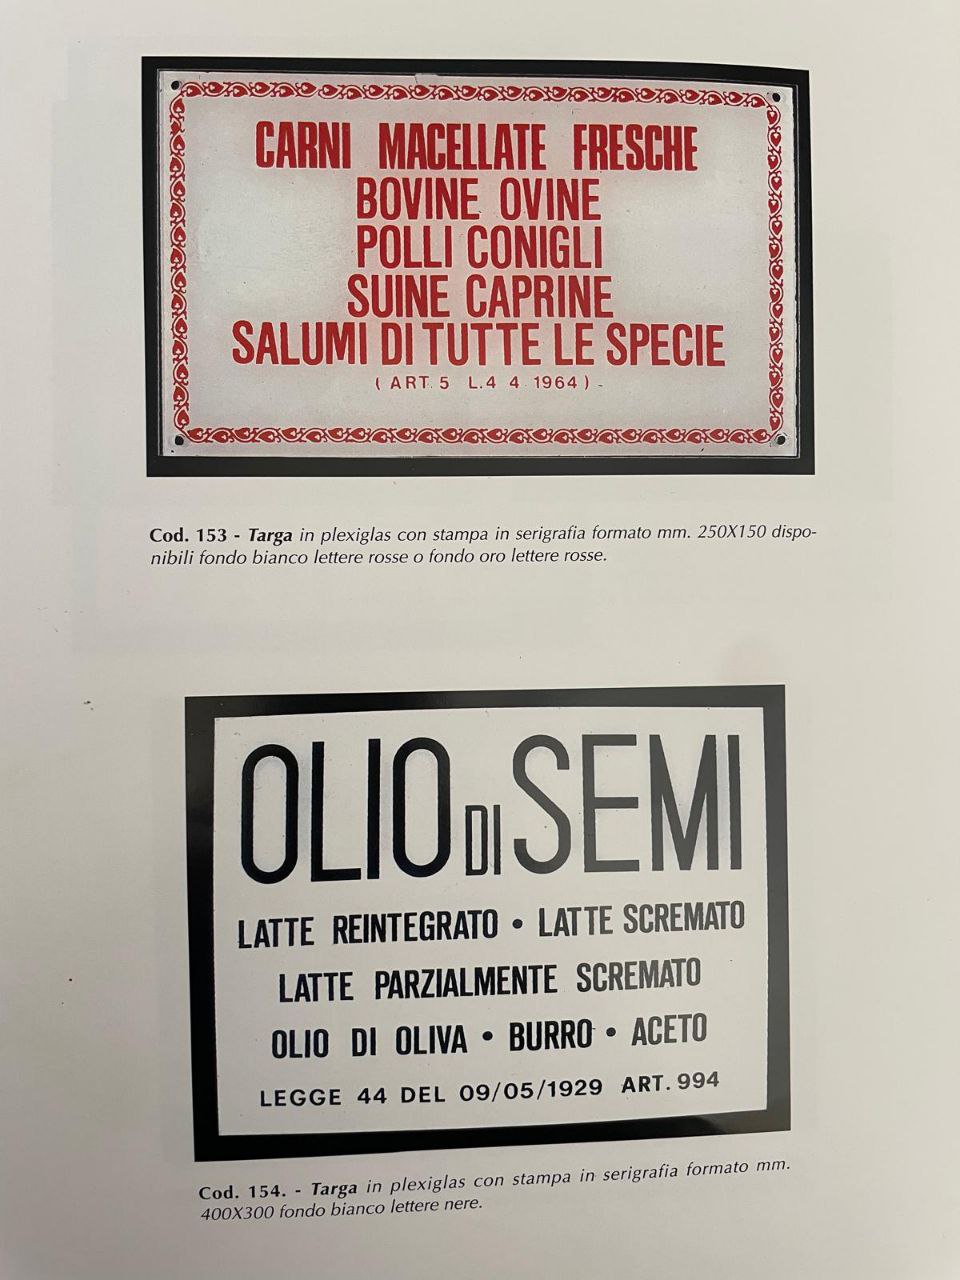 CARNI MACELLATE FRESCHE
BOVINE OVINE
POLLI CONIGLI
SUINE CAPRINE
SALUMI DI TUTTE LE SPECIE
( ART. 5 L.4 4 1964 ) -
Cod. 153 - Targa in plexiglas con stampa in serigrafia formato mm. 250X150 dispo-
nibili fondo bianco lettere rosse o fondo oro lettere rosse.
OLIO DI SEMI
LATTE REINTEGRATO • LATTE SCREMATO
LATTE PARZIALMENTE SCREMATO
OLIO DI OLIVA • BURRO • ACETO
LEGGE 44 DEL 09/05/1929 ART. 994
Cod. 154. - Targa in plexiglas con stampa in serigrafia formato mm.
400X300 fondo bianco lettere nere.